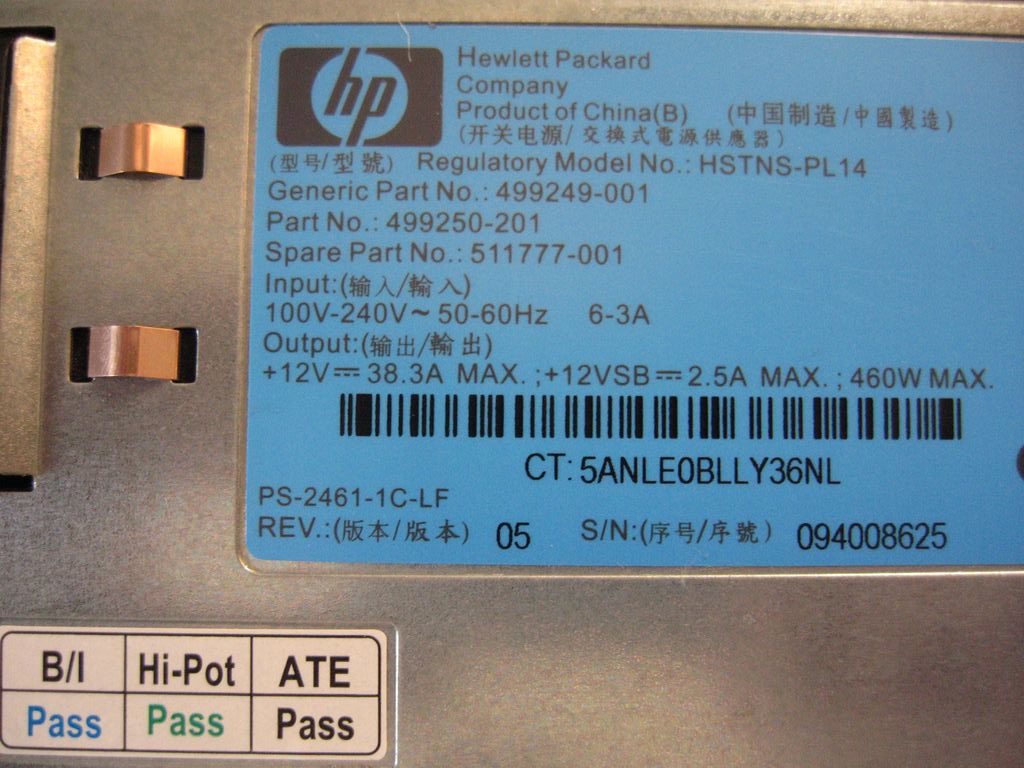 hp
Hewlett Packard
Company
Product of China(B) (中国制造/中國製造)
(开关电源/交換式電源供應器)
(型号/型號) Regulatory Model No.: HSTNS-PL14
Generic Part No.: 499249-001
Part No.: 499250-201
Spare Part No.: 511777-001
Input:(输入/輸入)
100V-240V~ 50-60Hz 6-3A
Output:(输出/輸出)
+12V⎓ 38.3A MAX. ;+12VSB⎓ 2.5A MAX. ; 460W MAX.
CT: 5ANLE0BLLY36NL
PS-2461-1C-LF
REV.:(版本/版本) 05 S/N:(序号/序號) 094008625
B/I Hi-Pot ATE
Pass Pass Pass